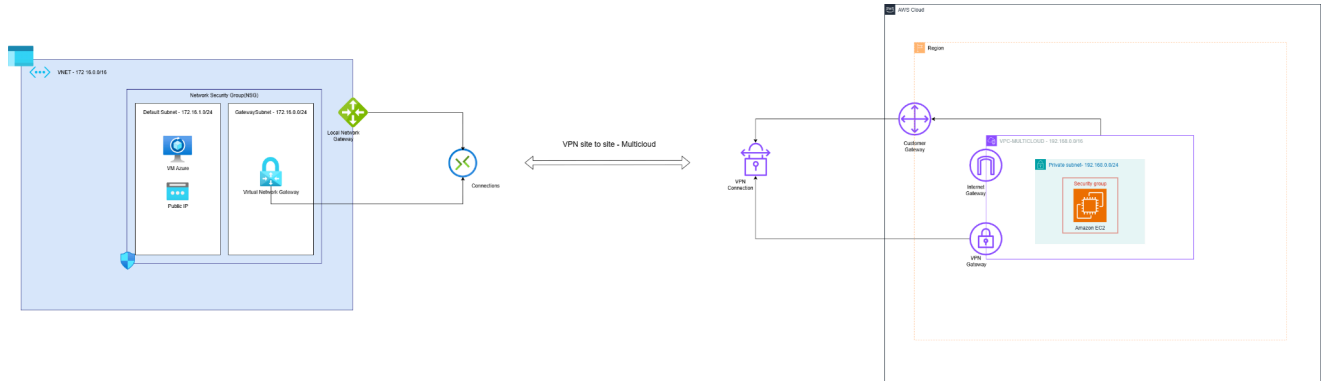 AWS Cloud
Region
VNET - 172 16.0.0/16
Network Security Group(NSG)
Default Subnet - 172.16.1.0/24
GatewaySubnet - 172 16.0.0/24
VM Azure
Public IP
Virtual Network Gateway
Local Network
Gateway
Connections
VPN site to site - Multicloud
VPN
Connection
Customer
Gateway
VPC-MULTICLOUD - 192.168.0.0/16
Internet
Gateway
Private subnet- 192.168.0.0/24
Security group
Amazon EC2
VPN
Gateway